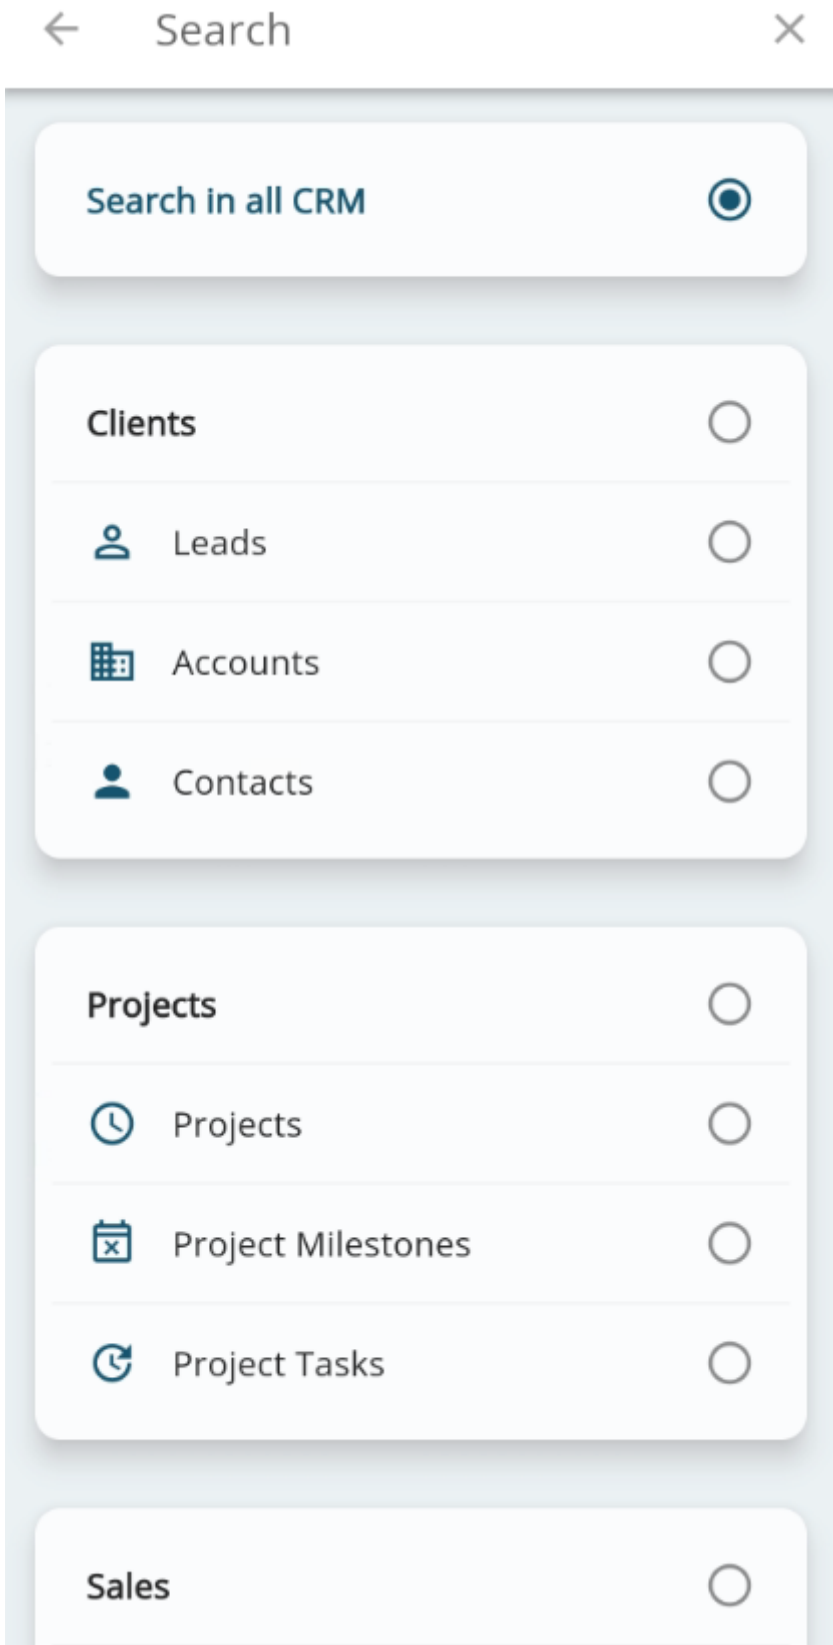 Search
Search in all CRM
Clients
Leads
Accounts
Contacts
Projects
Projects
Project Milestones
Project Tasks
Sales